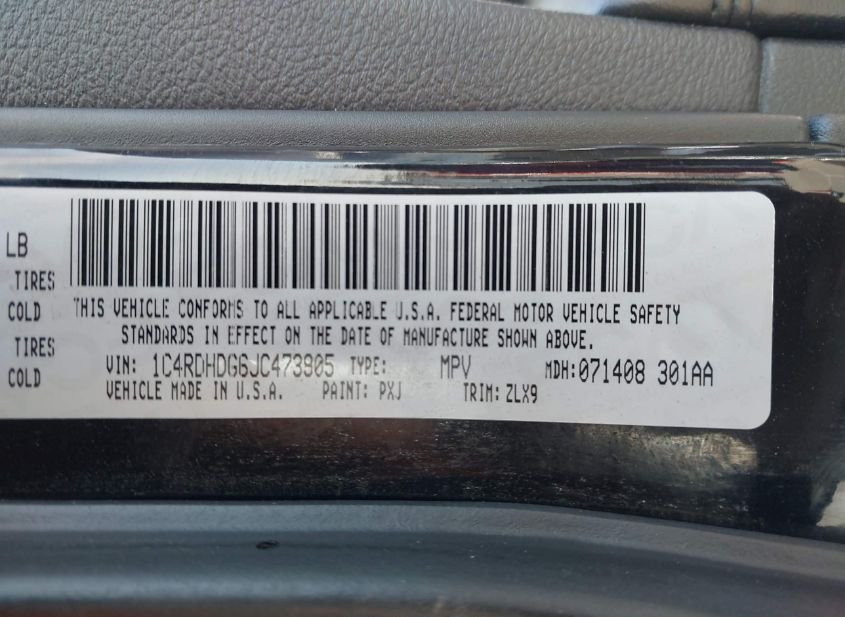 LB
TIRES
COLD
TIRES
COLD
THIS VEHICLE CONFORMS TO ALL APPLICABLE U.S.A. FEDERAL MOTOR VEHICLE SAFETY
STANDARDS IN EFFECT ON THE DATE OF MANUFACTURE SHOWN ABOVE.
VIN: 1C4RDHDG6JC473905 TYPE: MPV MDH:071408 301AA
VEHICLE MADE IN U.S.A. PAINT: PXJ TRIM: ZLX9